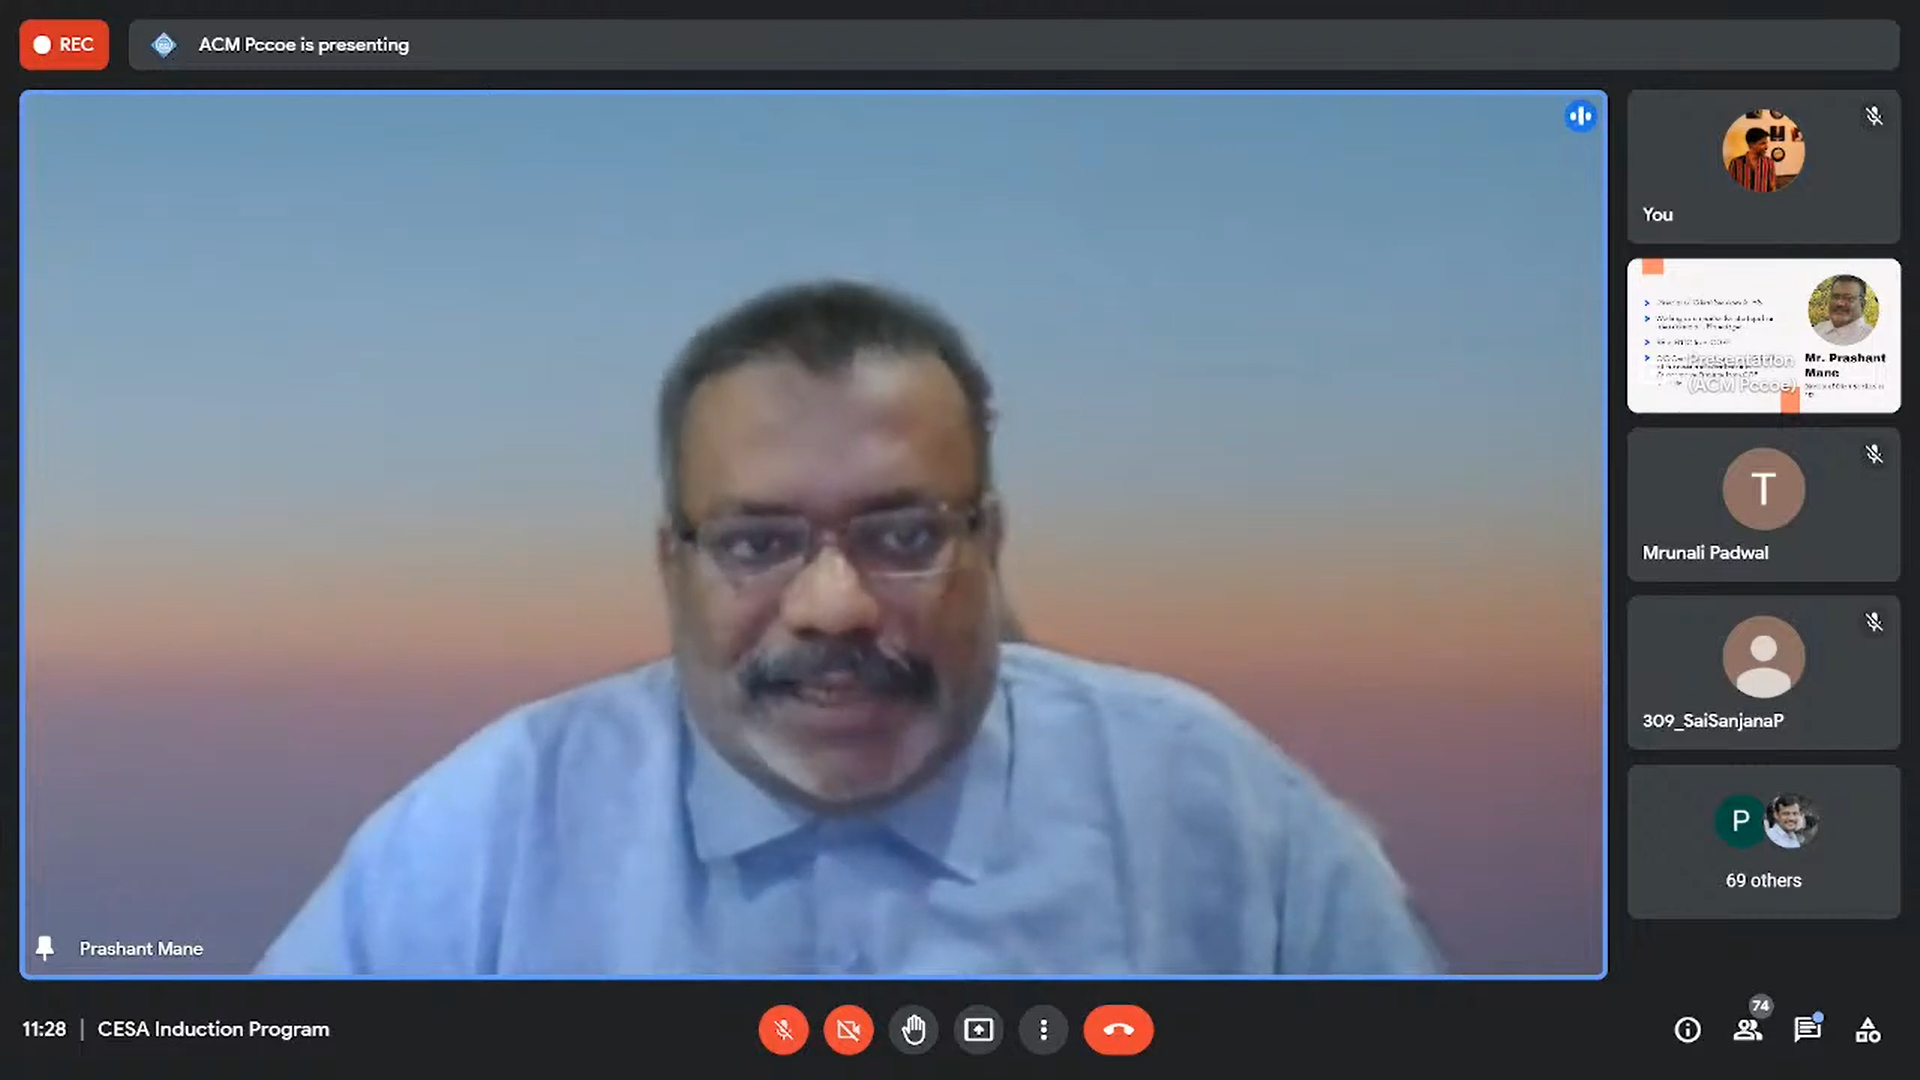 REC
ACM Pccoe is presenting
You
Mr. Prashant
Mane
Presentation
(ACM Pccoe)
T
Mrunali Padwal
309_SaiSanjanaP
P
69 others
Prashant Mane
11:28 | CESA Induction Program
74